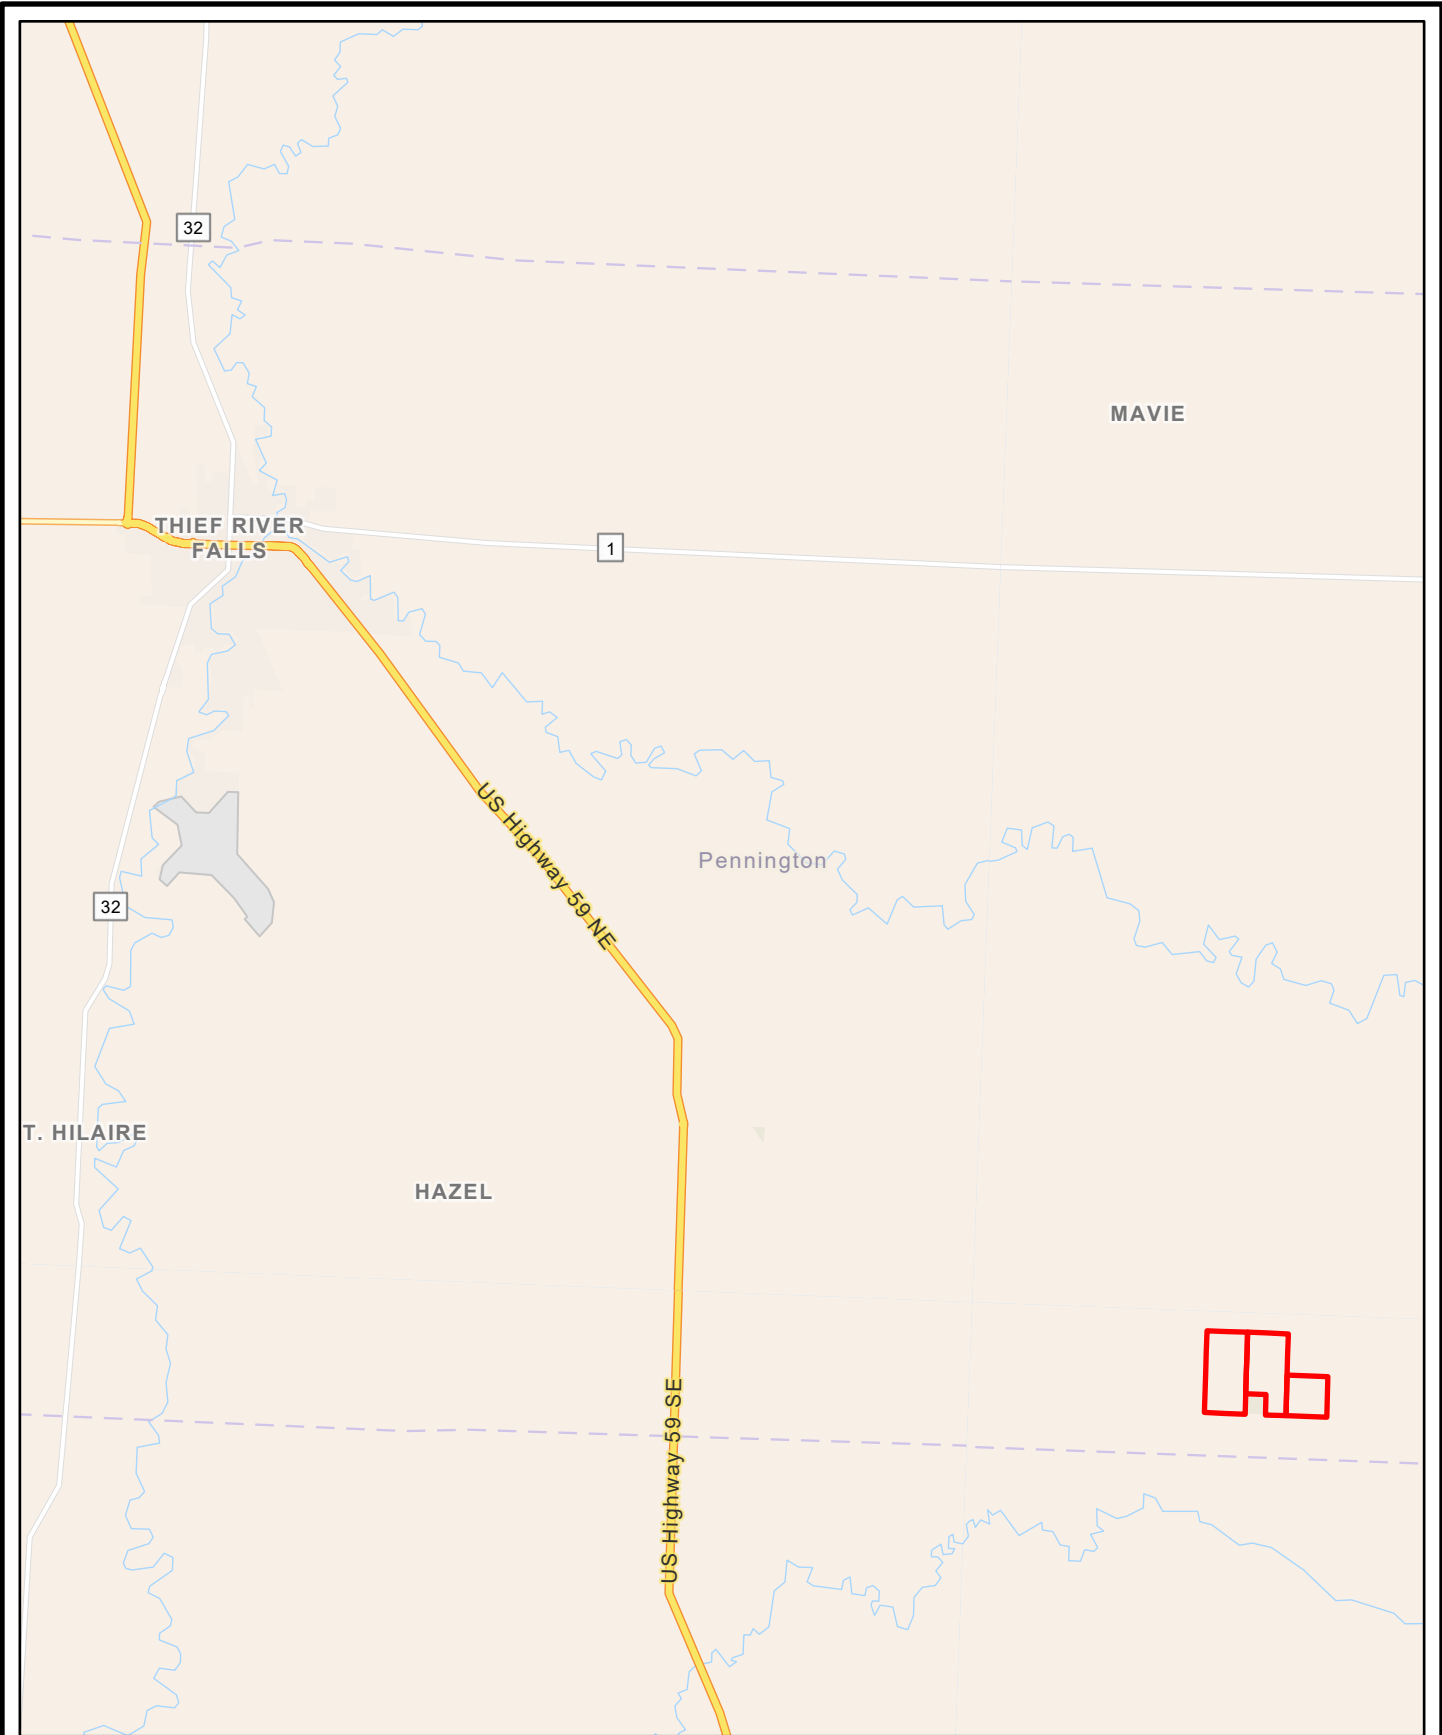 32
MAVIE
THIEF RIVER
FALLS
1
US Highway 59 NE
Pennington
32
T. HILAIRE
HAZEL
US Highway 59 SE